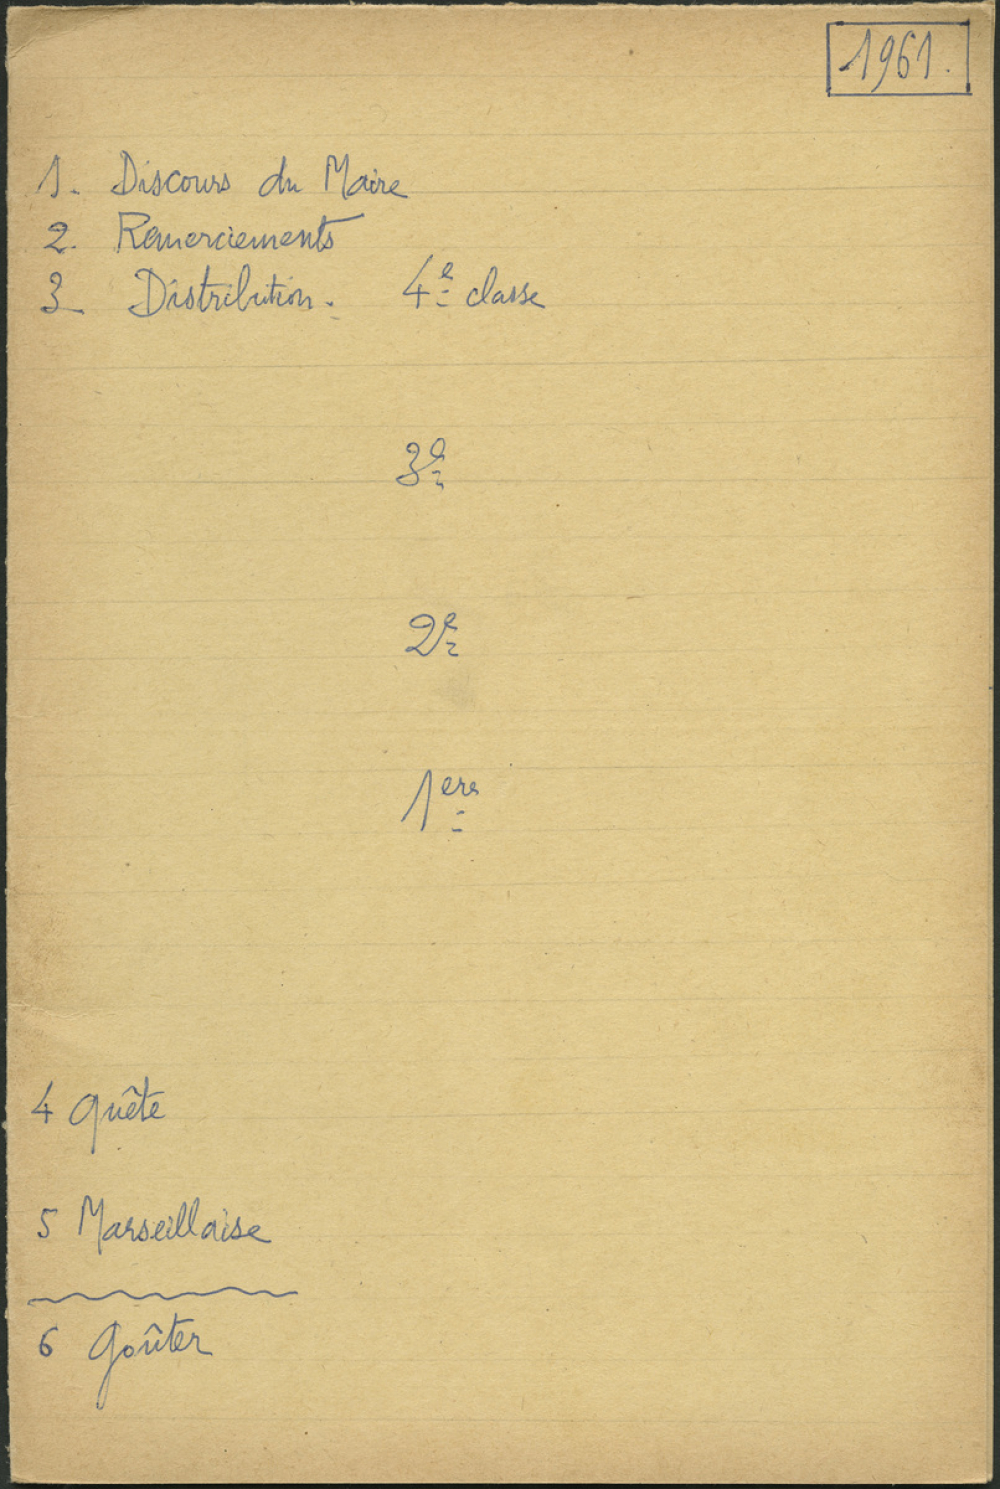 1961.
1. Discours du Maire
2. Remerciements
3_ Distribution. 4e classe
3e
2e
1ere
4 Quête
5 Marseillaise
6 Goûter